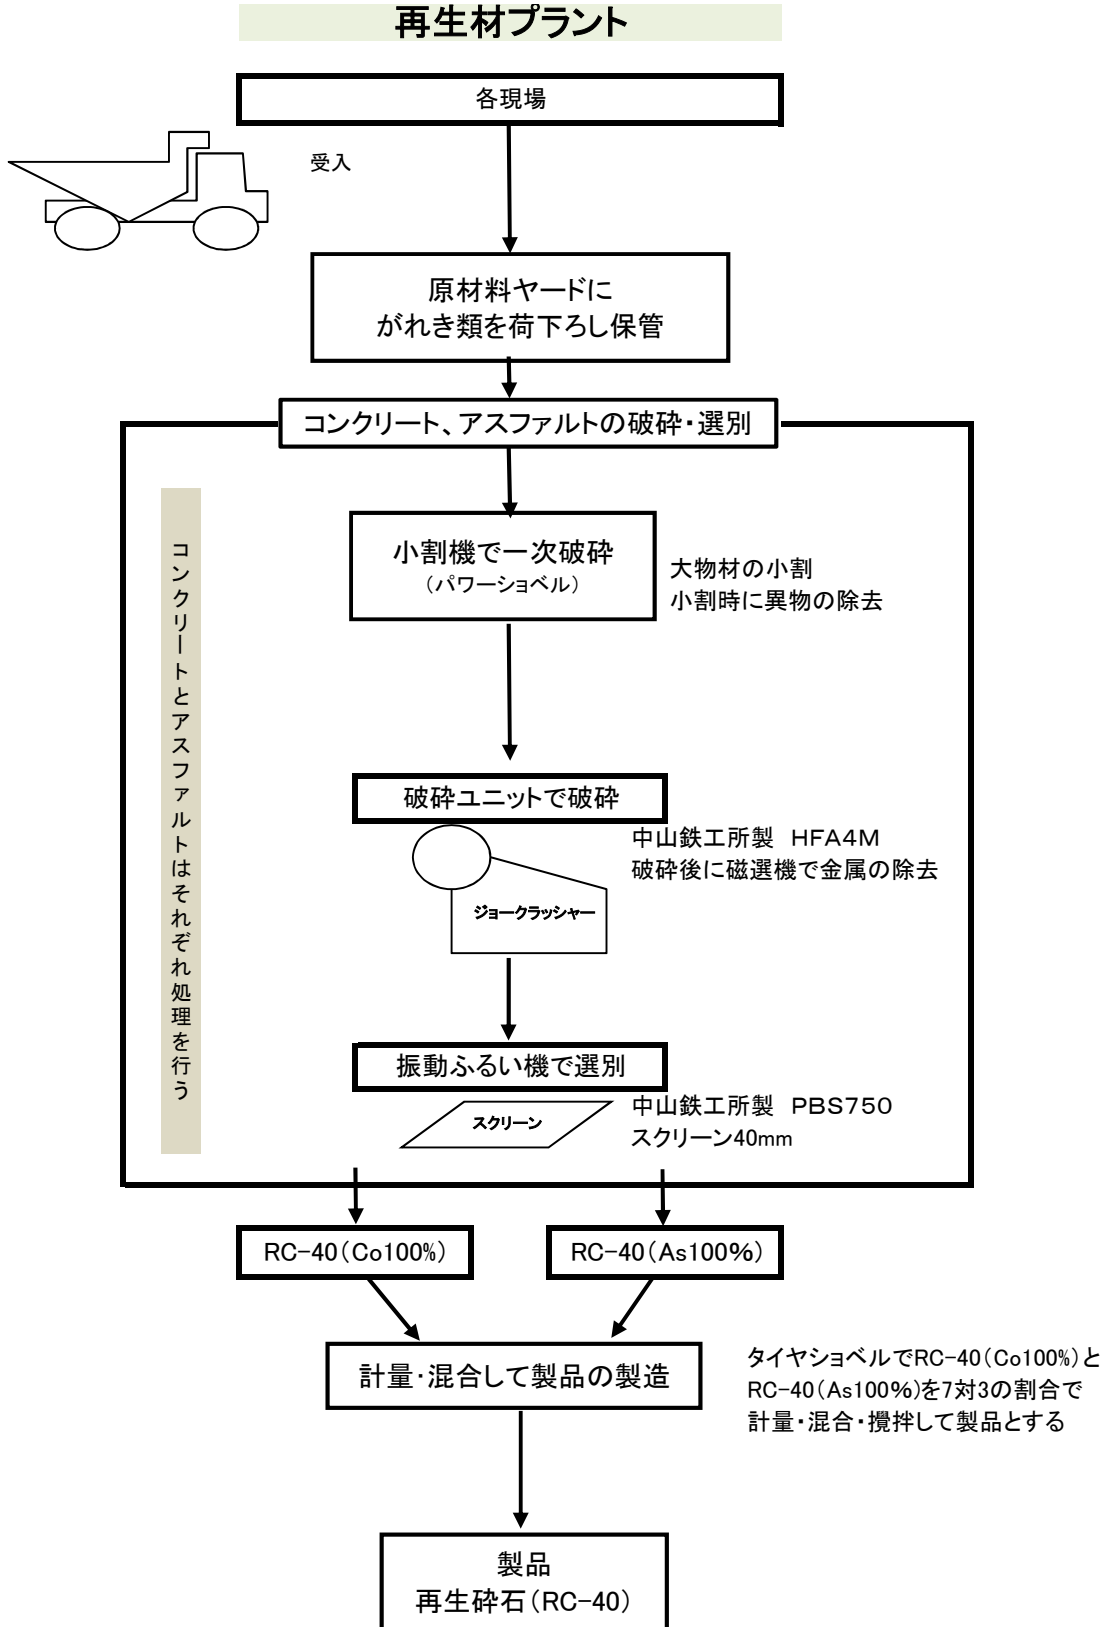 再生材プラント
各現場
受入
原材料ヤードに
がれき類を荷下ろし保管
コンクリート、アスファルトの破砕・選別
コンクリートとアスファルトはそれぞれ処理を行う
小割機で一次破砕
（パワーショベル）
大物材の小割
小割時に異物の除去
破砕ユニットで破砕
中山鉄工所製　HFA4M
破砕後に磁選機で金属の除去
ジョークラッシャー
振動ふるい機で選別
中山鉄工所製　PBS750
スクリーン40mm
スクリーン
RC-40（Co100%）
RC-40（As100%）
計量・混合して製品の製造
タイヤショベルでRC-40（Co100%）と
RC-40（As100%）を7対3の割合で
計量・混合・攪拌して製品とする
製品
再生砕石（RC-40）